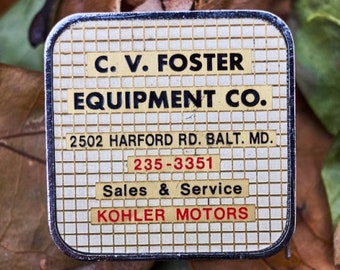 C. V. FOSTER
EQUIPMENT CO.
2502 HARFORD RD. BALT. MD.
235-3351
Sales & Service
KOHLER MOTORS